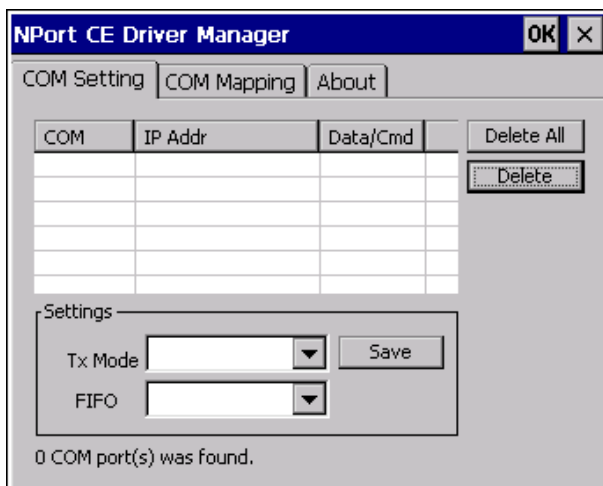 NPort CE Driver Manager OK ×
COM Setting COM Mapping About
COM IP Addr Data/Cmd Delete All
Delete
Settings
Tx Mode Save
FIFO
0 COM port(s) was found.